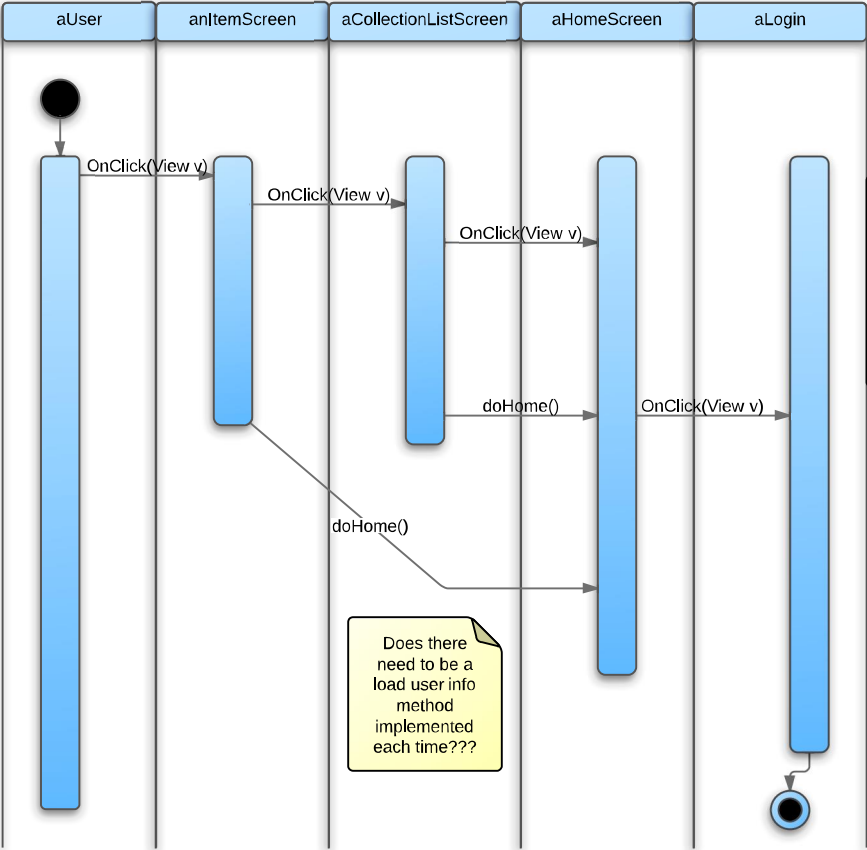 aUser
anItemScreen
aCollectionListScreen
aHomeScreen
aLogin
OnClick(View v)
OnClick(View v)
OnClick(View v)
doHome()
OnClick(View v)
doHome()
Does there
need to be a
load user info
method
implemented
each time???